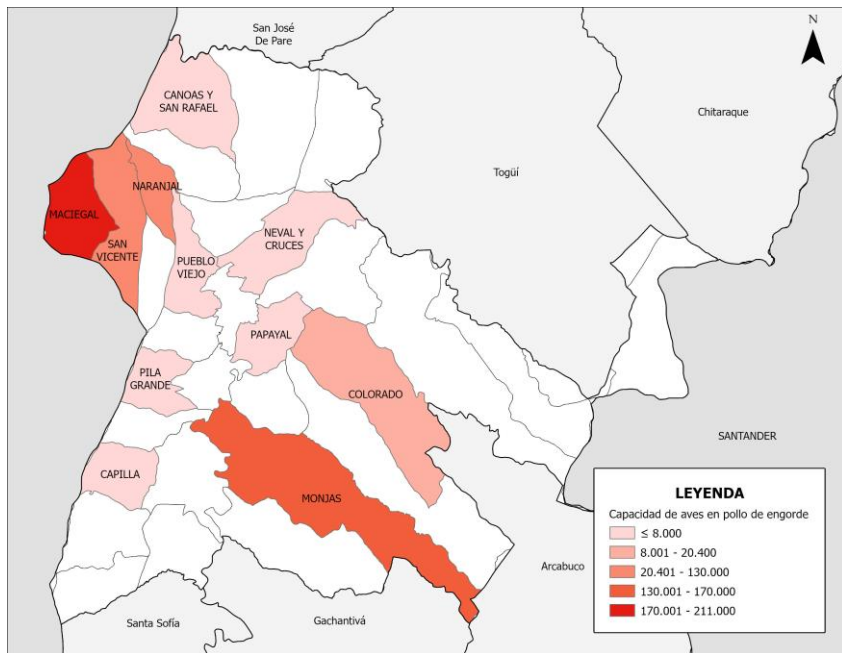 San José
De Pare
N
CANOAS Y
SAN RAFAEL
Chitaraque
Togüí
NARANJAL
MACIEGAL
SAN
VICENTE
NEVAL Y
CRUCES
PUEBLO
VIEJO
PAPAYAL
PILA
GRANDE
COLORADO
SANTANDER
CAPILLA
MONJAS
LEYENDA
Capacidad de aves en pollo de engorde
≤ 8.000
8.001 - 20.400
20.401 - 130.000
130.001 - 170.000
170.001 - 211.000
Arcabuco
Santa Sofía
Gachantivá